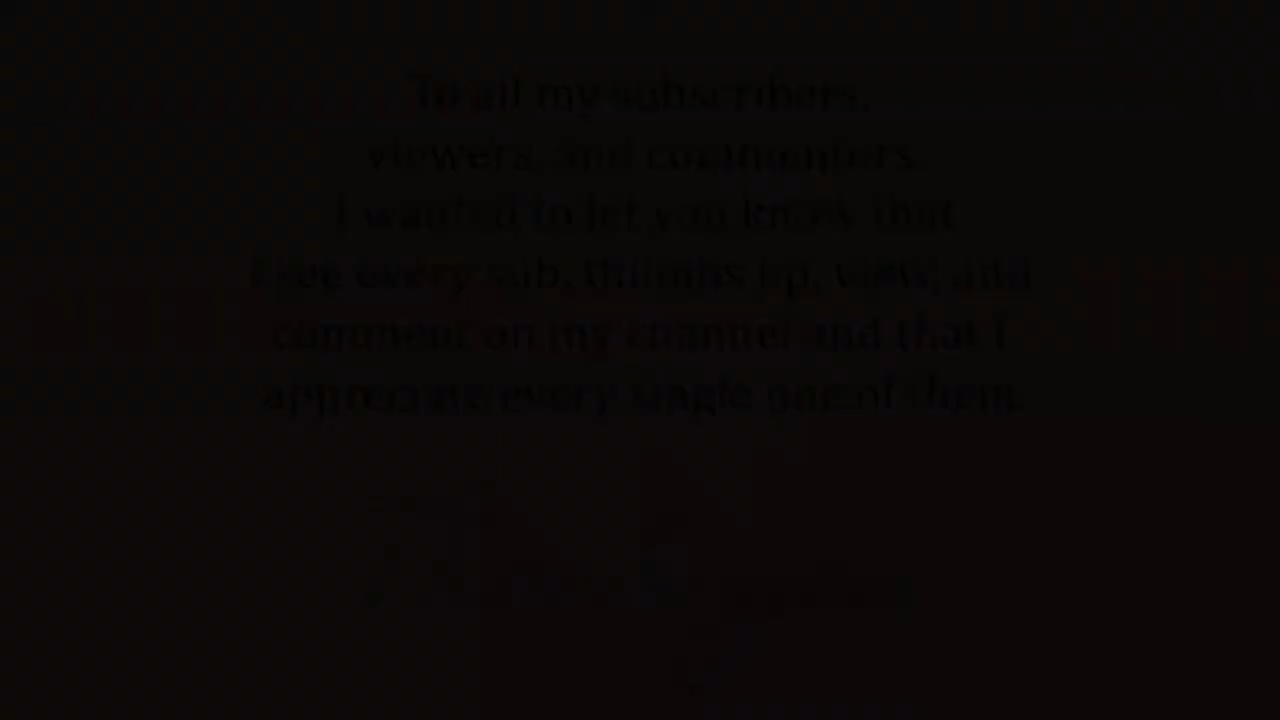 To all my subscribers,
viewers, and commenters.
I wanted to let you know that
I see every sub, thumbs up, view, and
comment on my channel and that I
appreciate every single one of them.